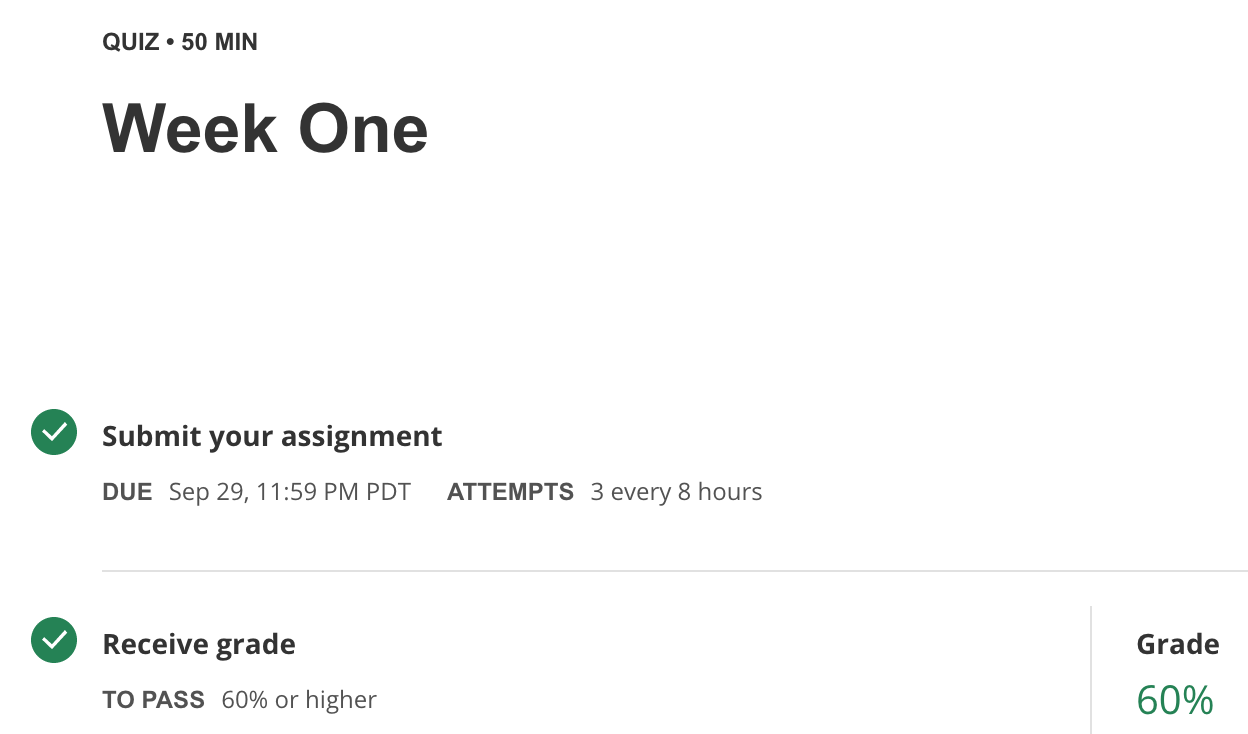 QUIZ • 50 MIN
Week One
Submit your assignment
DUE Sep 29, 11:59 PM PDT ATTEMPTS 3 every 8 hours
Receive grade
TO PASS 60% or higher
Grade
60%